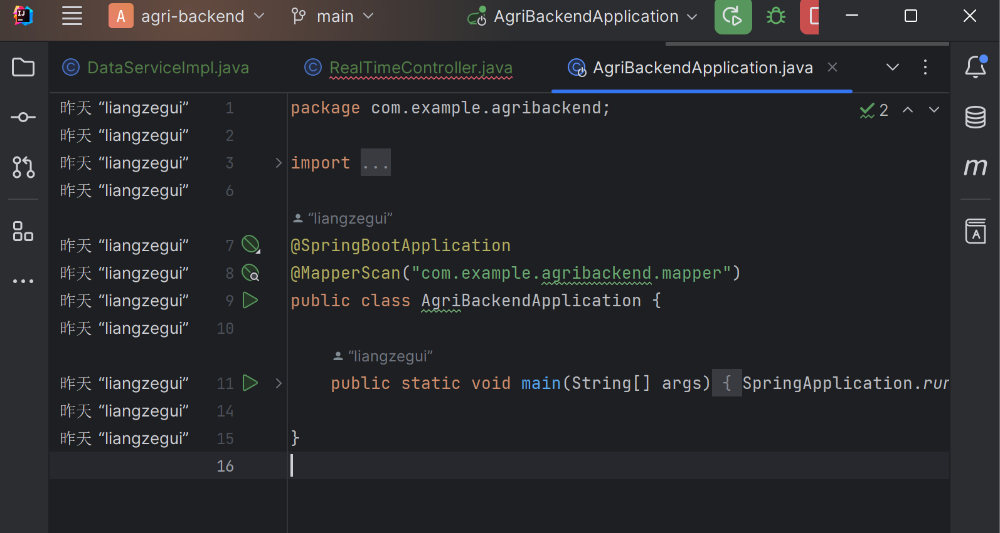 IJ A agri-backend main AgriBackendApplication
DataServiceImpl.java RealTimeController.java AgriBackendApplication.java
昨天 “liangzegui” 1 package com.example.agribackend; 2
昨天 “liangzegui” 2
昨天 “liangzegui” 3 import ...
昨天 “liangzegui” 6
“liangzegui”
昨天 “liangzegui” 7 @SpringBootApplication
昨天 “liangzegui” 8 @MapperScan("com.example.agribackend.mapper")
昨天 “liangzegui” 9 public class AgriBackendApplication {
昨天 “liangzegui” 10
“liangzegui”
昨天 “liangzegui” 11 public static void main(String[] args) { SpringApplication.run
昨天 “liangzegui” 14
昨天 “liangzegui” 15 }
16